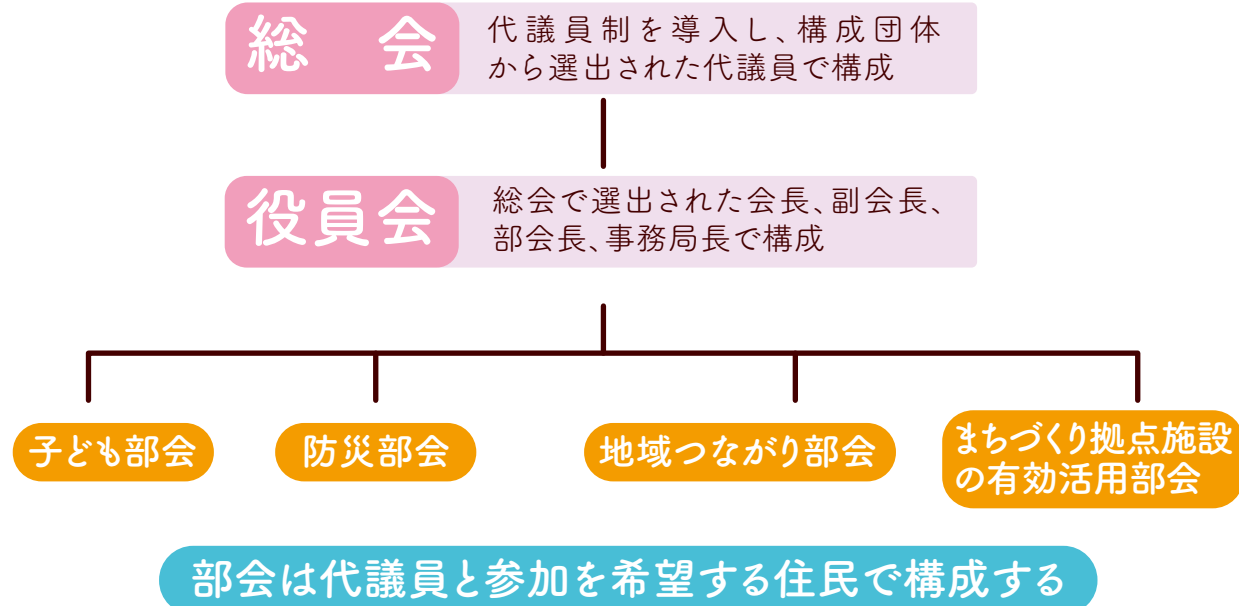 総会
代議員制を導入し、構成団体
から選出された代議員で構成
役員会
総会で選出された会長、副会長、
部会長、事務局長で構成
子ども部会
防災部会
地域つながり部会
まちづくり拠点施設
の有効活用部会
部会は代議員と参加を希望する住民で構成する